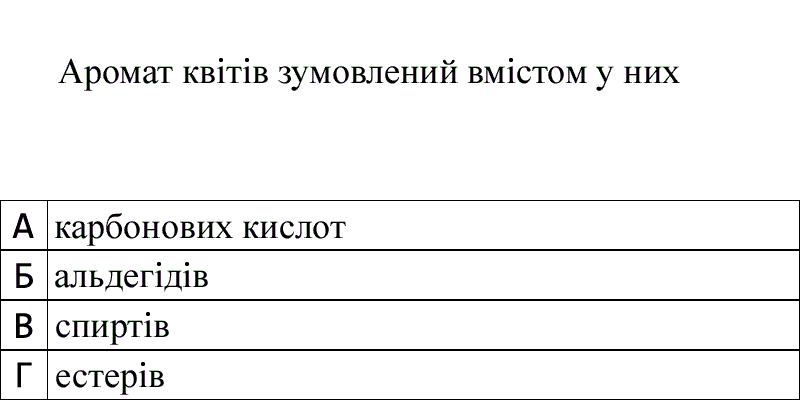 Аромат квітів зумовлений вмістом у них
А карбонових кислот
Б альдегідів
В спиртів
Г естерів